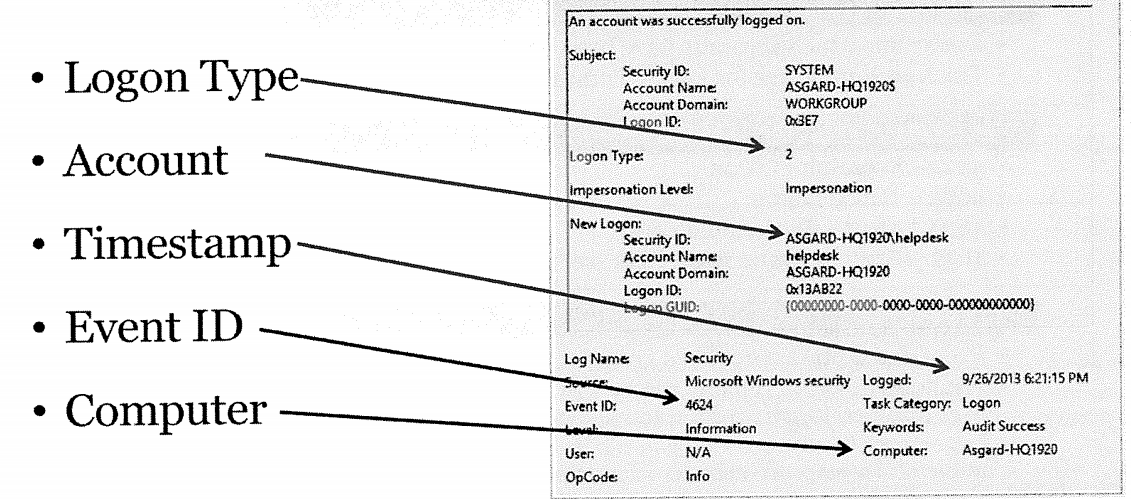 • Logon Type
• Account
• Timestamp
• Event ID
• Computer
An account was successfully logged on.
Subject:
Security ID: SYSTEM
Account Name: ASGARD-HQ1920$
Account Domain: WORKGROUP
Logon ID: 0x3E7
Logon Type: 2
Impersonation Level: Impersonation
New Logon:
Security ID: ASGARD-HQ1920\helpdesk
Account Name: helpdesk
Account Domain: ASGARD-HQ1920
Logon ID: 0x13AB22
Logon GUID: {00000000-0000-0000-0000-000000000000}
Log Name: Security
Source: Microsoft Windows security Logged: 9/26/2013 6:21:15 PM
Event ID: 4624 Task Category: Logon
Level: Information Keywords: Audit Success
User: N/A Computer: Asgard-HQ1920
OpCode: Info